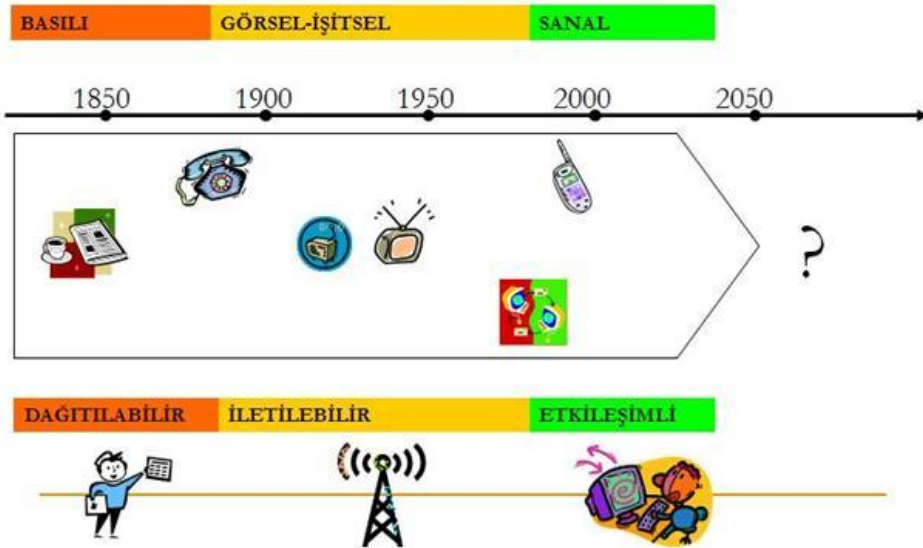 BASILI GÖRSEL-İŞİTSEL SANAL
1850 1900 1950 2000 2050
?
DAĞITILABİLİR İLETİLEBİLİR ETKİLEŞİMLİ